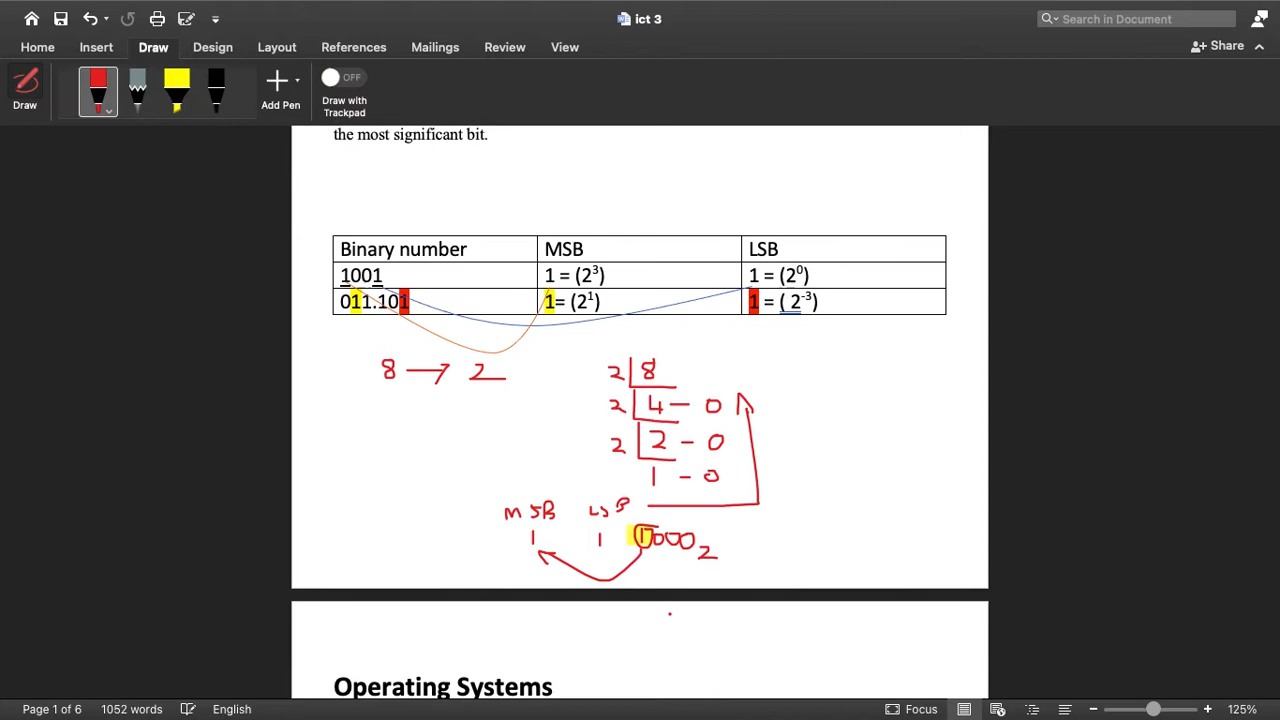 ict 3
Search in Document
Home Insert Draw Design Layout References Mailings Review View
Share
OFF
Draw
Add Pen
Draw with
Trackpad
the most significant bit.
Binary number MSB LSB
1001 1 = (2³) 1 = (2⁰)
011.101 1= (2¹) 1 = ( 2⁻³)
8 → 2
2 8
2 4 - 0
2 2 - 0
1 - 0
MSB LSB
1 1 1000₂
Operating Systems
Page 1 of 6 1052 words English Focus 125%